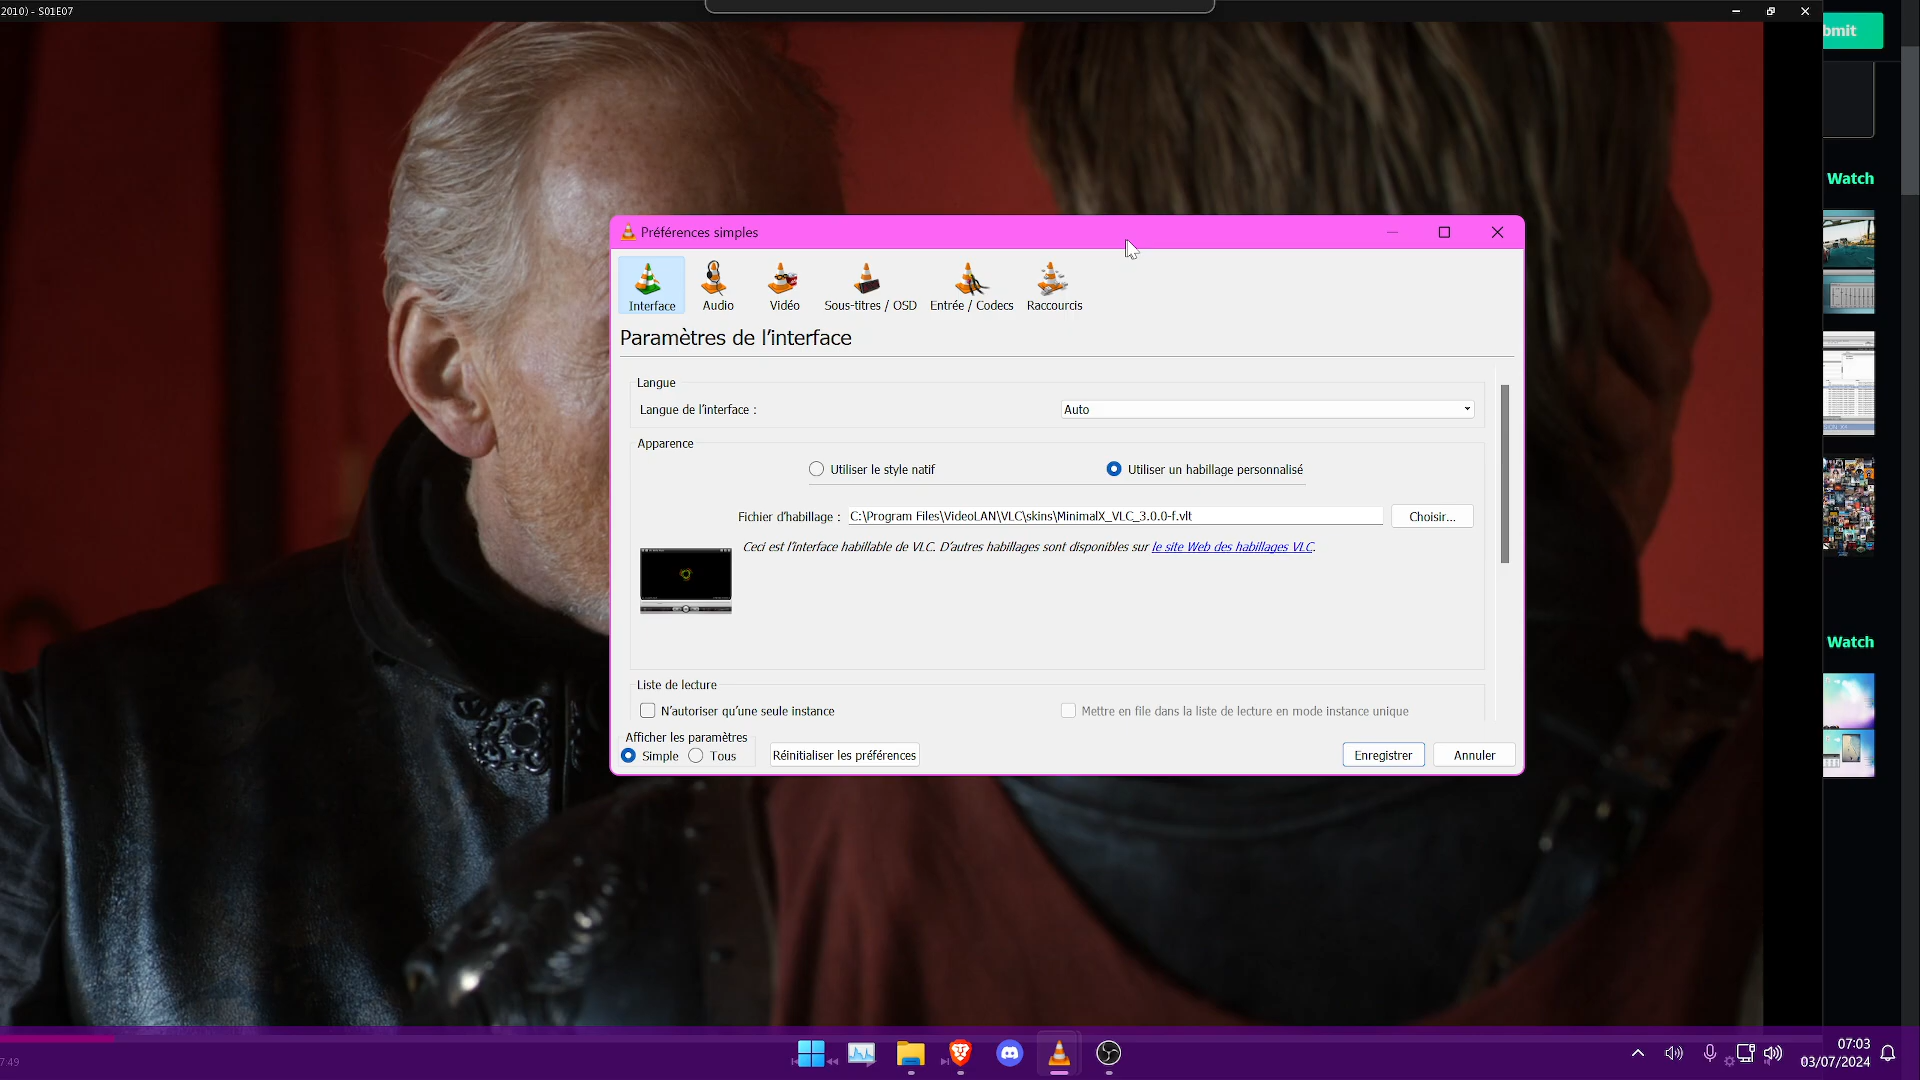 2010) - S01E07
bmit
Watch
Préférences simples
Interface
Audio
Vidéo
Sous-titres / OSD
Entrée / Codecs
Raccourcis
Paramètres de l'interface
Langue
Langue de l'interface :
Auto
Apparence
Utiliser le style natif
Utiliser un habillage personnalisé
Fichier d'habillage :
C:\Program Files\VideoLAN\VLC\skins\MinimalX_VLC_3.0.0-f.vlt
Choisir...
Ceci est l'interface habillable de VLC. D'autres habillages sont disponibles sur le site Web des habillages VLC.
Watch
Liste de lecture
N'autoriser qu'une seule instance
Mettre en file dans la liste de lecture en mode instance unique
Afficher les paramètres
Simple
Tous
Réinitialiser les préférences
Enregistrer
Annuler
7:49
07:03
03/07/2024